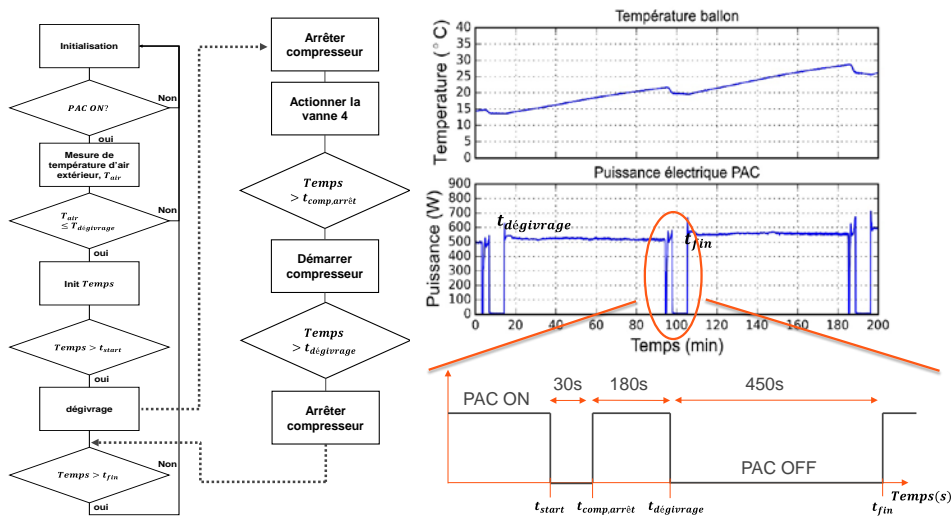 Initialisation
PAC ON?
Non
oui
Mesure de
température d'air
extérieur, T_air
T_air
≤ T_dégivrage
Non
oui
Init Temps
Temps > t_start
oui
dégivrage
Temps > t_fin
Non
oui
Arrêter
compresseur
Actionner la
vanne 4
Temps
> t_comp,arrêt
Démarrer
compresseur
Temps
> t_dégivrage
Arrêter
compresseur
Température ballon
Temperature (°C)
40
35
30
25
20
15
10
5
0
Puissance électrique PAC
Puissance (W)
900
800
700
600
500
400
300
200
100
0
t_dégivrage
t_fin
0 20 40 60 80 100 120 140 160 180 200
Temps (min)
30s 180s 450s
PAC ON
PAC OFF
Temps(s)
t_start t_comp,arrêt t_dégivrage t_fin